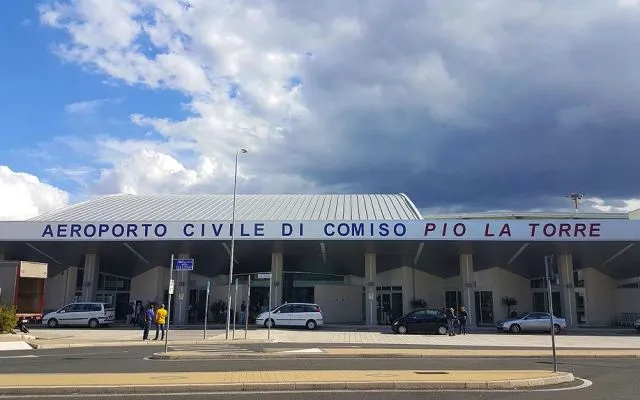 AEROPORTO CIVILE DI COMISO PIO LA TORRE